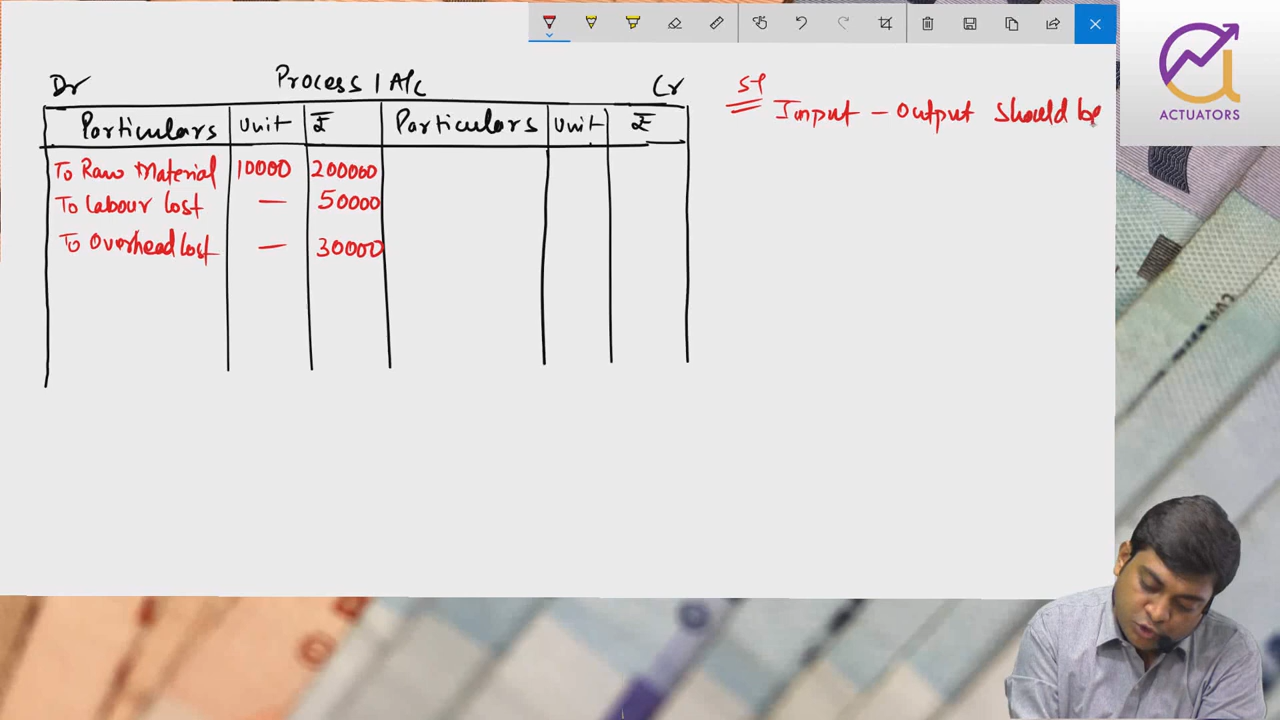 Dr Process 1 A/c Cr
Particulars Unit ₹ Particulars Unit ₹
To Raw Material 10000 200000
To Labour Cost — 50000
To Overhead Cost — 30000
Input - Output should be
ACTUATORS